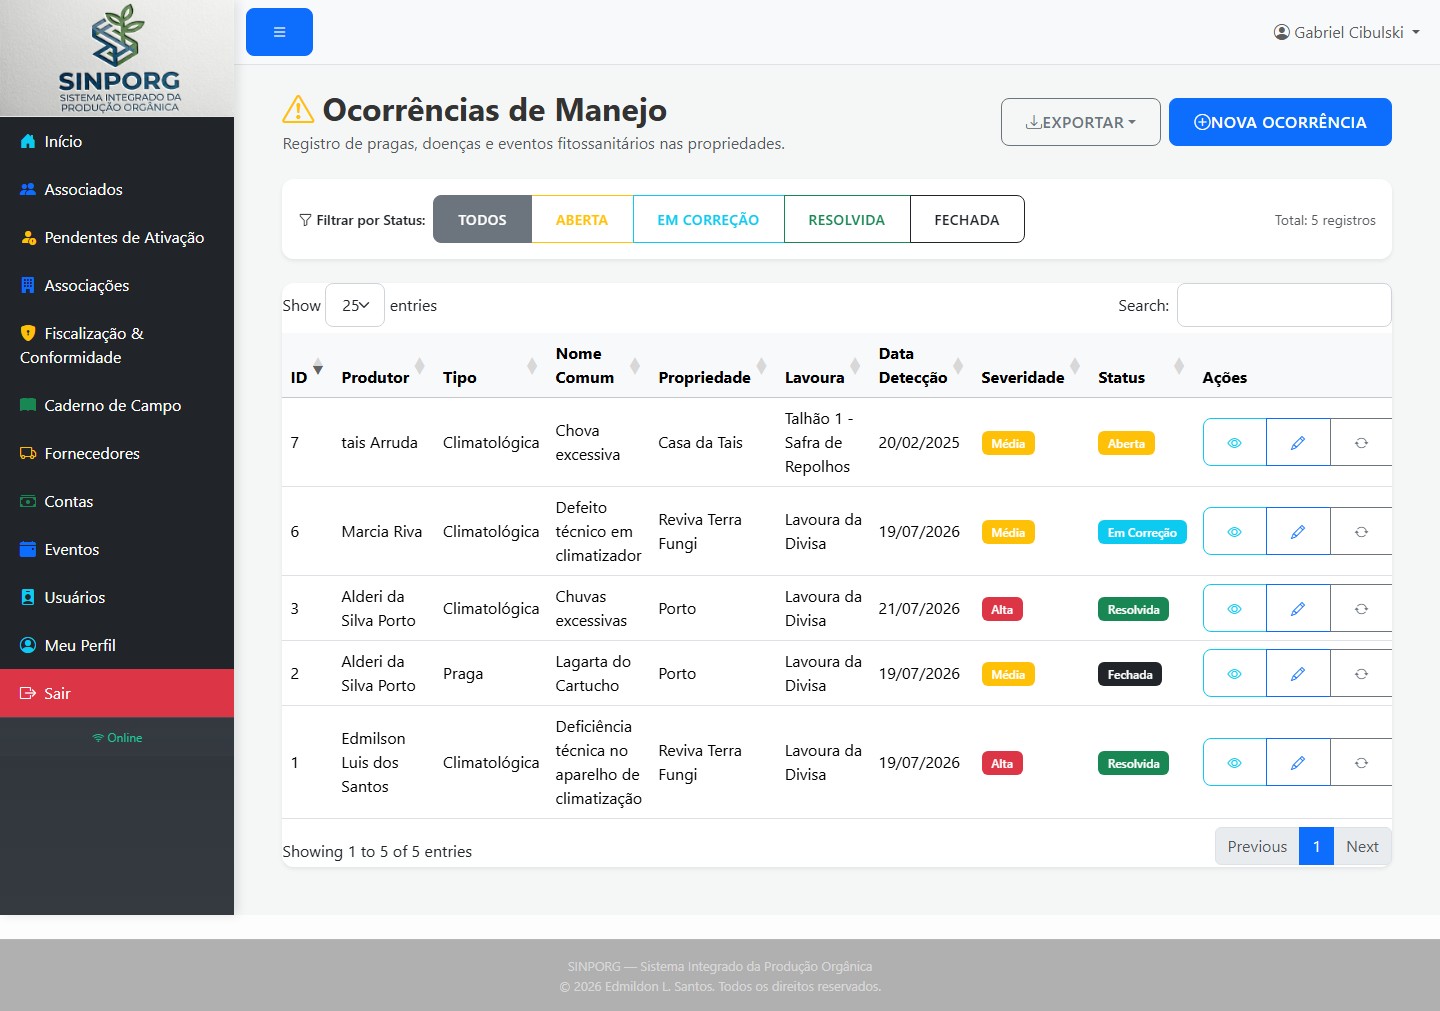 SINPORG
SISTEMA INTEGRADO DA
PRODUÇÃO ORGÂNICA
Início
Associados
Pendentes de Ativação
Associações
Fiscalização &
Conformidade
Caderno de Campo
Fornecedores
Contas
Eventos
Usuários
Meu Perfil
Sair
Online
Gabriel Cibulski
Ocorrências de Manejo
Registro de pragas, doenças e eventos fitossanitários nas propriedades.
EXPORTAR
NOVA OCORRÊNCIA
Filtrar por Status: TODOS ABERTA EM CORREÇÃO RESOLVIDA FECHADA Total: 5 registros
Show 25 entries Search:
ID Produtor Tipo Nome Comum Propriedade Lavoura Data Detecção Severidade Status Ações
7 tais Arruda Climatológica Chova excessiva Casa da Tais Talhão 1 - Safra de Repolhos 20/02/2025 Média Aberta
6 Marcia Riva Climatológica Defeito técnico em climatizador Reviva Terra Fungi Lavoura da Divisa 19/07/2026 Média Em Correção
3 Alderi da Silva Porto Climatológica Chuvas excessivas Porto Lavoura da Divisa 21/07/2026 Alta Resolvida
2 Alderi da Silva Porto Praga Lagarta do Cartucho Porto Lavoura da Divisa 19/07/2026 Média Fechada
1 Edmilson Luis dos Santos Climatológica Deficiência técnica no aparelho de climatização Reviva Terra Fungi Lavoura da Divisa 19/07/2026 Alta Resolvida
Showing 1 to 5 of 5 entries
Previous 1 Next
SINPORG — Sistema Integrado da Produção Orgânica
© 2026 Edmildon L. Santos. Todos os direitos reservados.